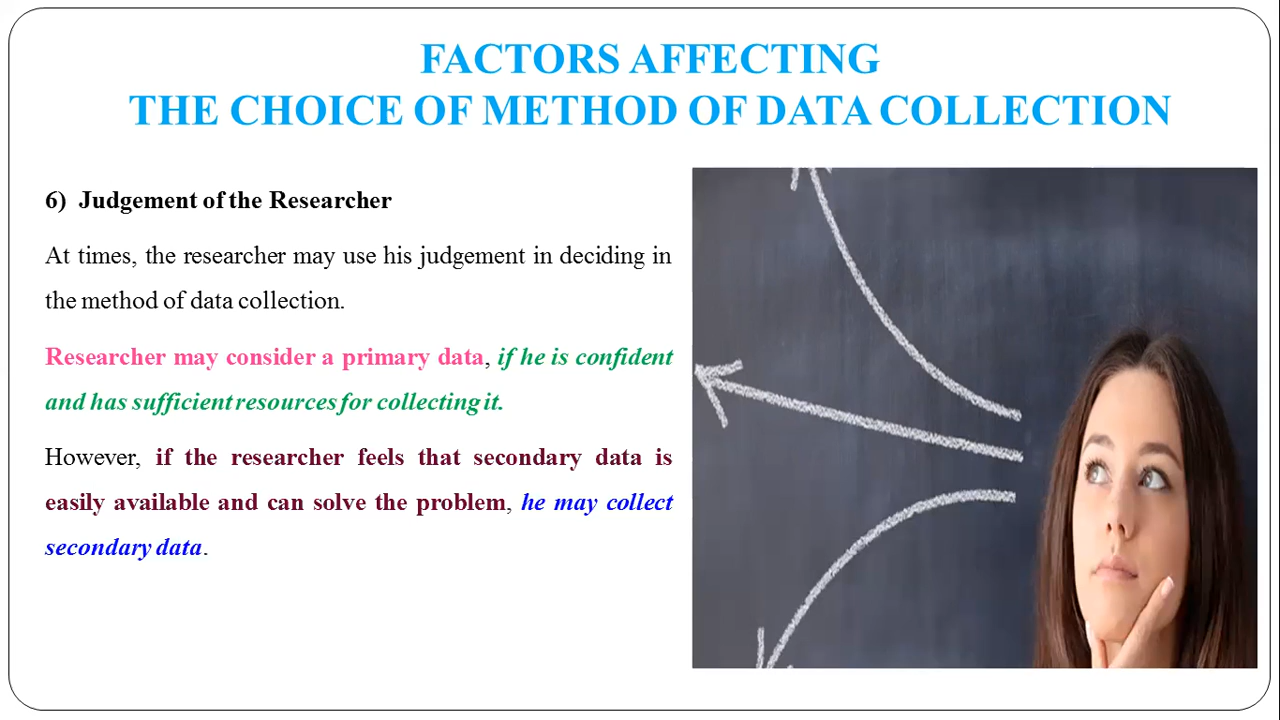 FACTORS AFFECTING
THE CHOICE OF METHOD OF DATA COLLECTION
6) Judgement of the Researcher
At times, the researcher may use his judgement in deciding in
the method of data collection.
Researcher may consider a primary data, if he is confident
and has sufficient resources for collecting it.
However, if the researcher feels that secondary data is
easily available and can solve the problem, he may collect
secondary data.